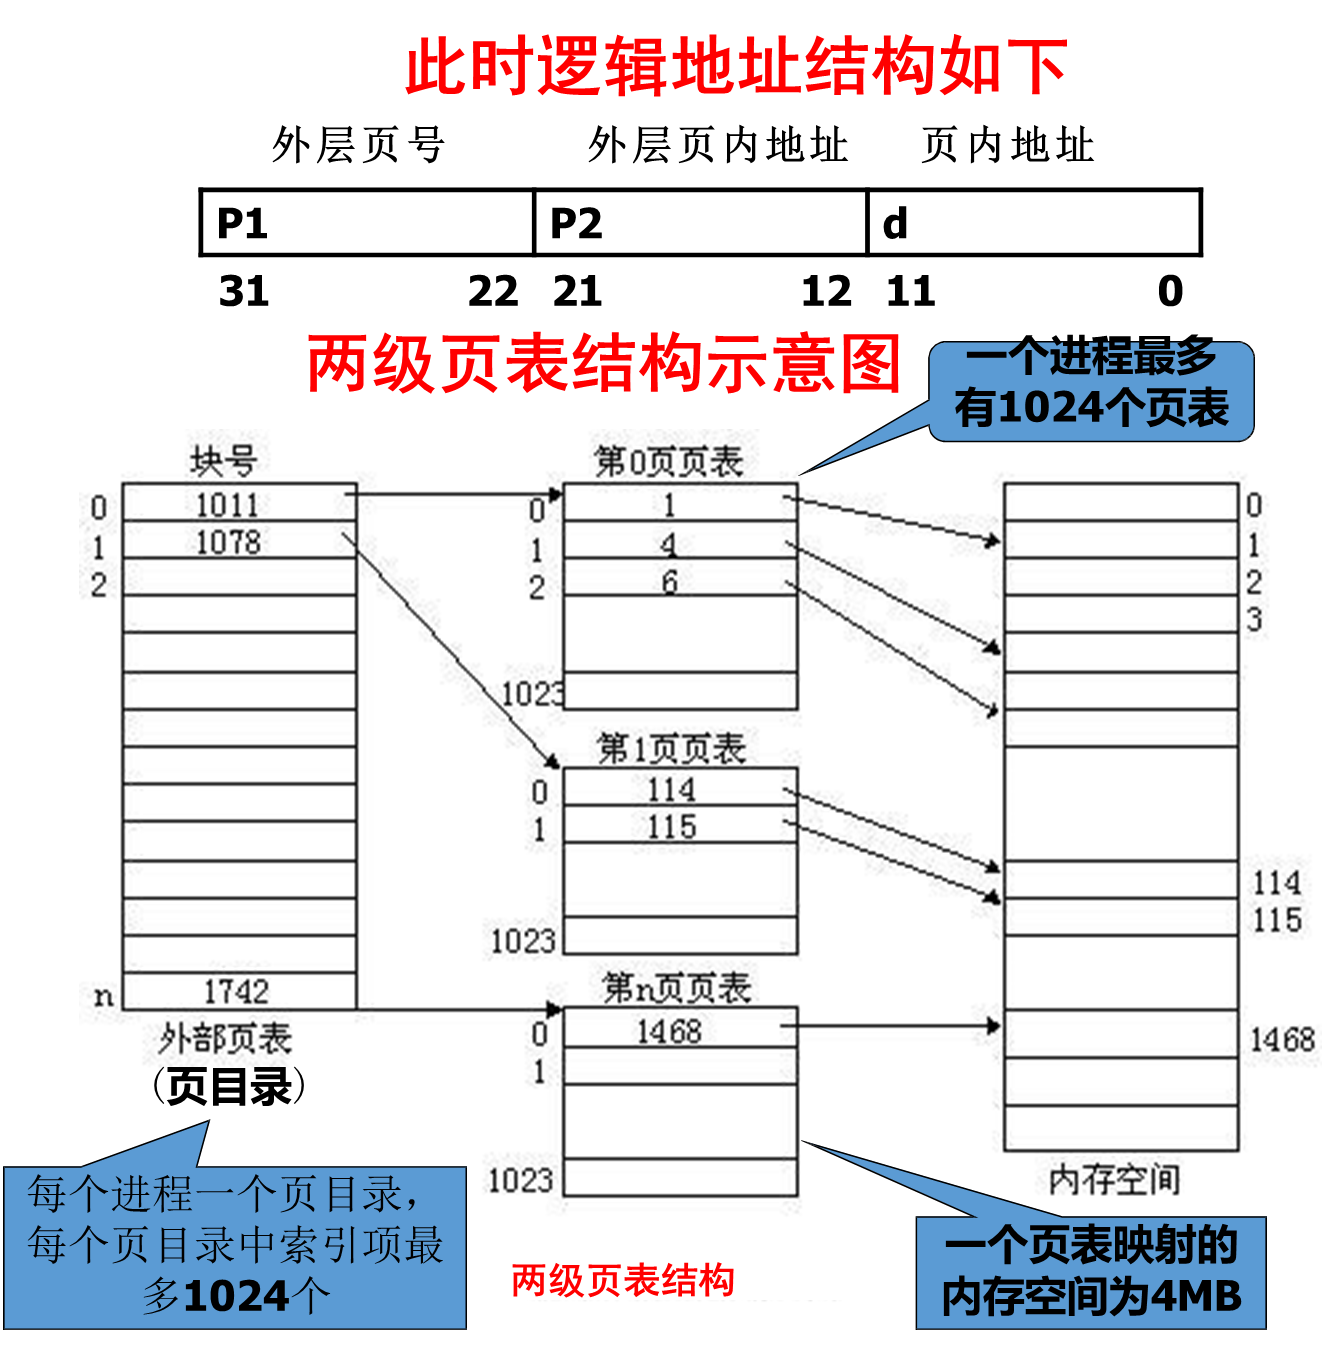 此时逻辑地址结构如下
外层页号 外层页内地址 页内地址
P1 P2 d
31 22 21 12 11 0
两级页表结构示意图
一个进程最多
有1024个页表
块号
0 1011
1 1078
2
n 1742
外部页表
(页目录)
每个进程一个页目录，
每个页目录中索引项最
多1024个
第0页页表
0 1
1 4
2 6
1023
第1页页表
0 114
1 115
1023
第n页页表
0 1468
1
1023
两级页表结构
0
1
2
3
114
115
1468
内存空间
一个页表映射的
内存空间为4MB